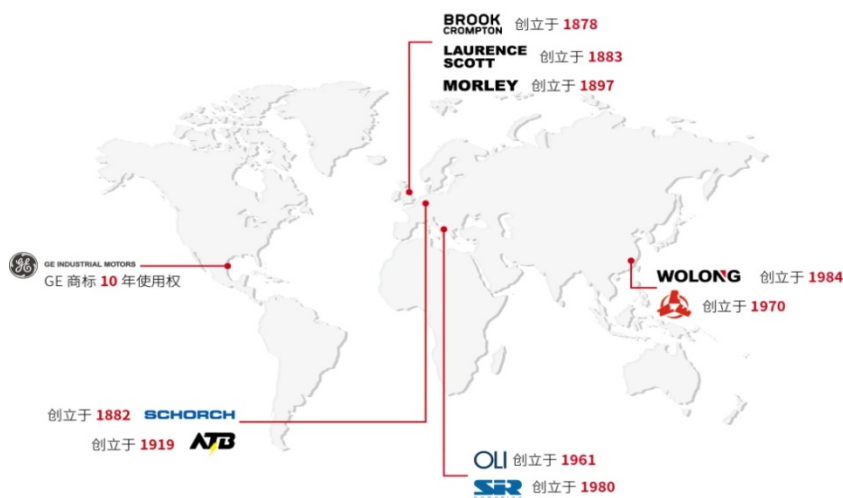 BROOK
CROMPTON 创立于 1878
LAURENCE
SCOTT 创立于 1883
MORLEY 创立于 1897
GE INDUSTRIAL MOTORS
GE 商标 10 年使用权
WOLONG 创立于 1984
创立于 1970
创立于 1882 SCHORCH
创立于 1919 ATB
OLI 创立于 1961
SIR 创立于 1980